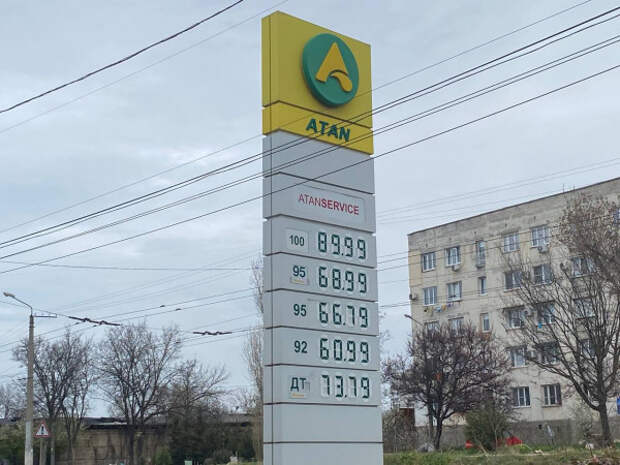 ATAN
ATANSERVICE
100 89.99
95 68.99
95 66.79
92 60.99
ДТ 73.79